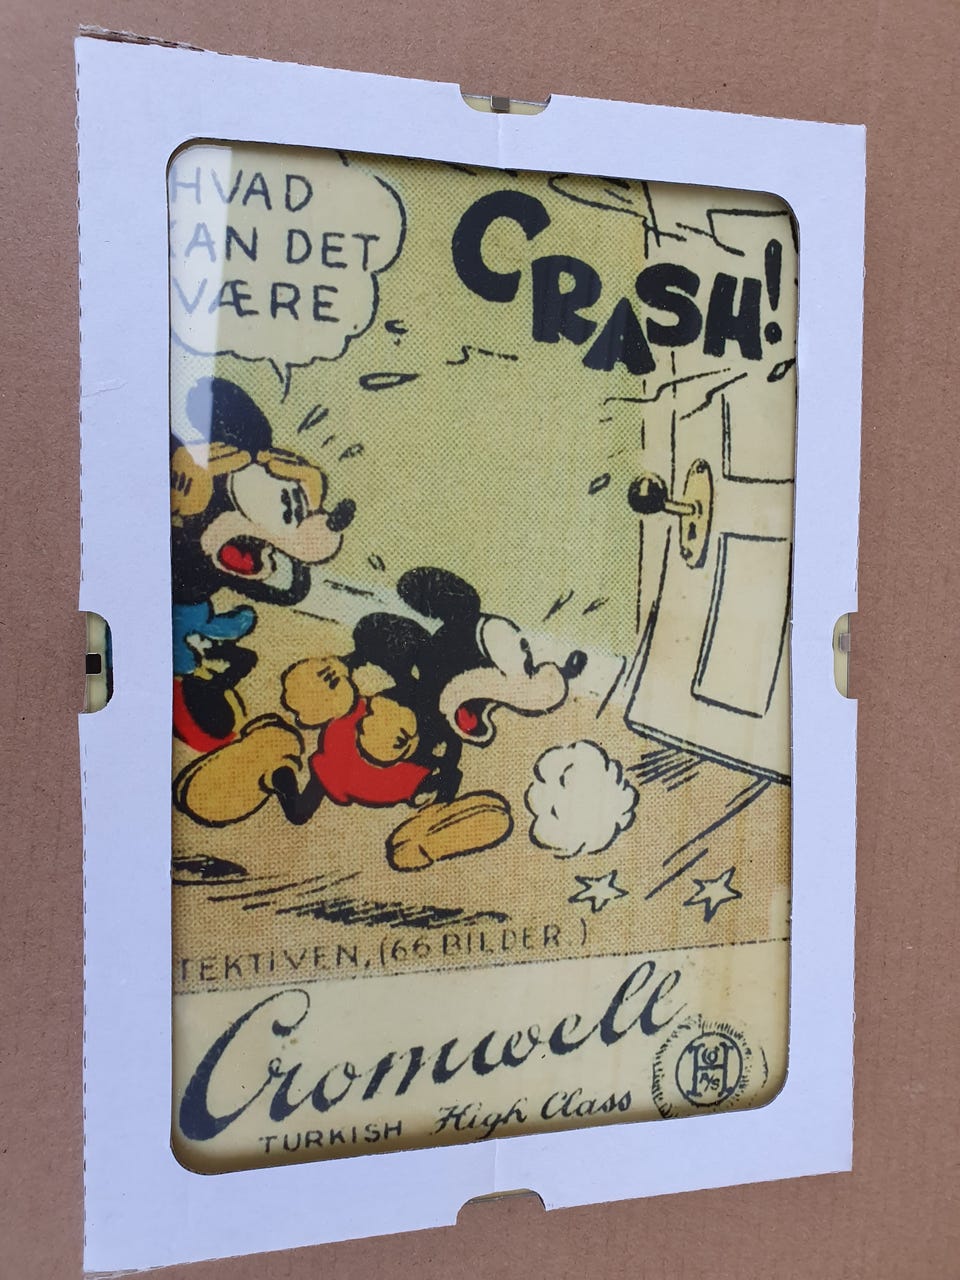 HVAD
KAN DET
VÆRE
CRASH!
TEKTIVEN, (66 BILDER.)
Cromwell
TURKISH High Class
H